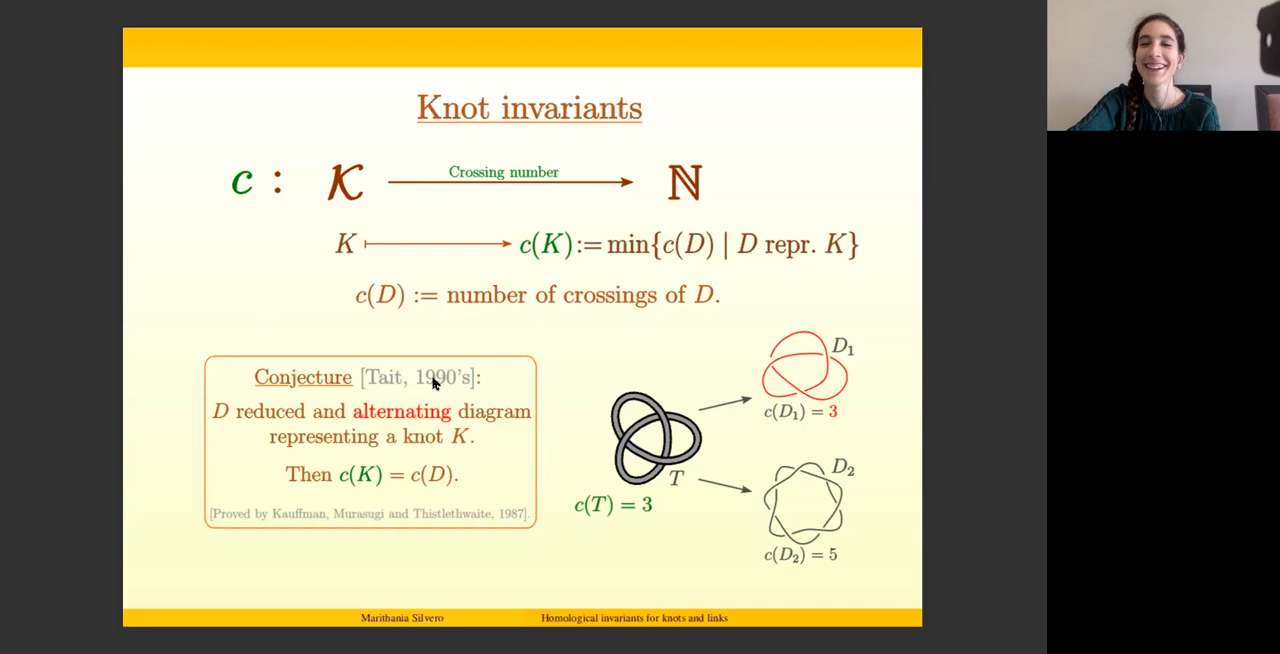 Knot invariants
c : 𝒦 Crossing number ℕ
K ⟼ c(K):= min{c(D) | D repr. K}
c(D) := number of crossings of D.
Conjecture [Tait, 1990's]:
D reduced and alternating diagram
representing a knot K.
Then c(K) = c(D).
[Proved by Kauffman, Murasugi and Thistlethwaite, 1987].
T
c(T) = 3
D₁
c(D₁) = 3
D₂
c(D₂) = 5
Marithania Silvero Homological invariants for knots and links